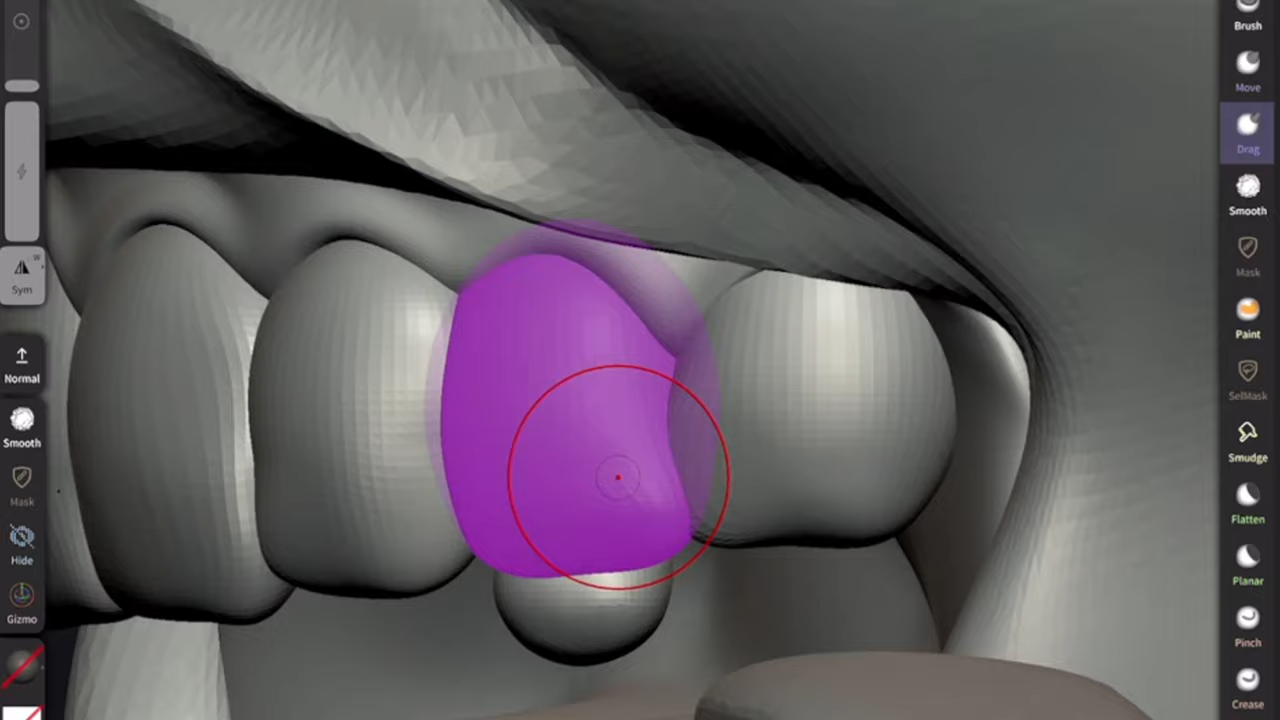 W
Sym
Normal
Smooth
Mask
Hide
Gizmo
Brush
Move
Drag
Smooth
Mask
Paint
SelMask
Smudge
Flatten
Planar
Pinch
Crease